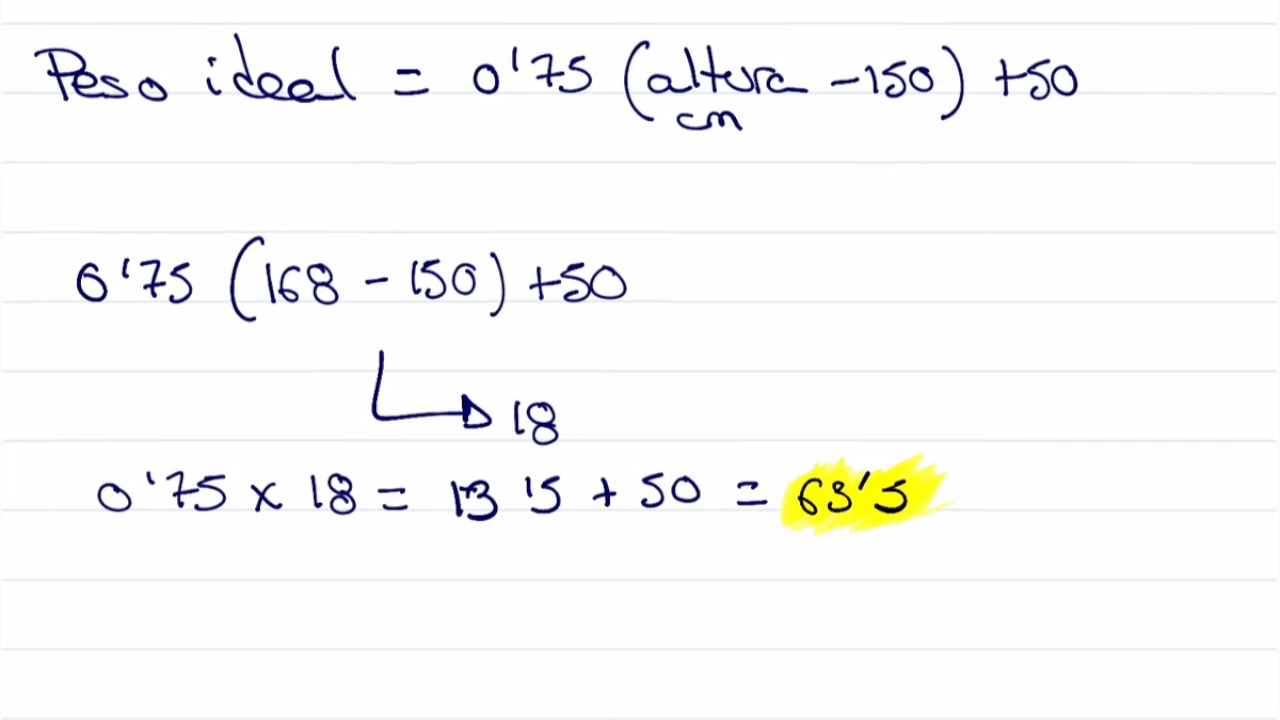 Peso ideal = 0'75 (altura -150) +50
cm
0'75 (168 - 150) +50
18
0'75 x 18 = 13'5 + 50 = 63'5